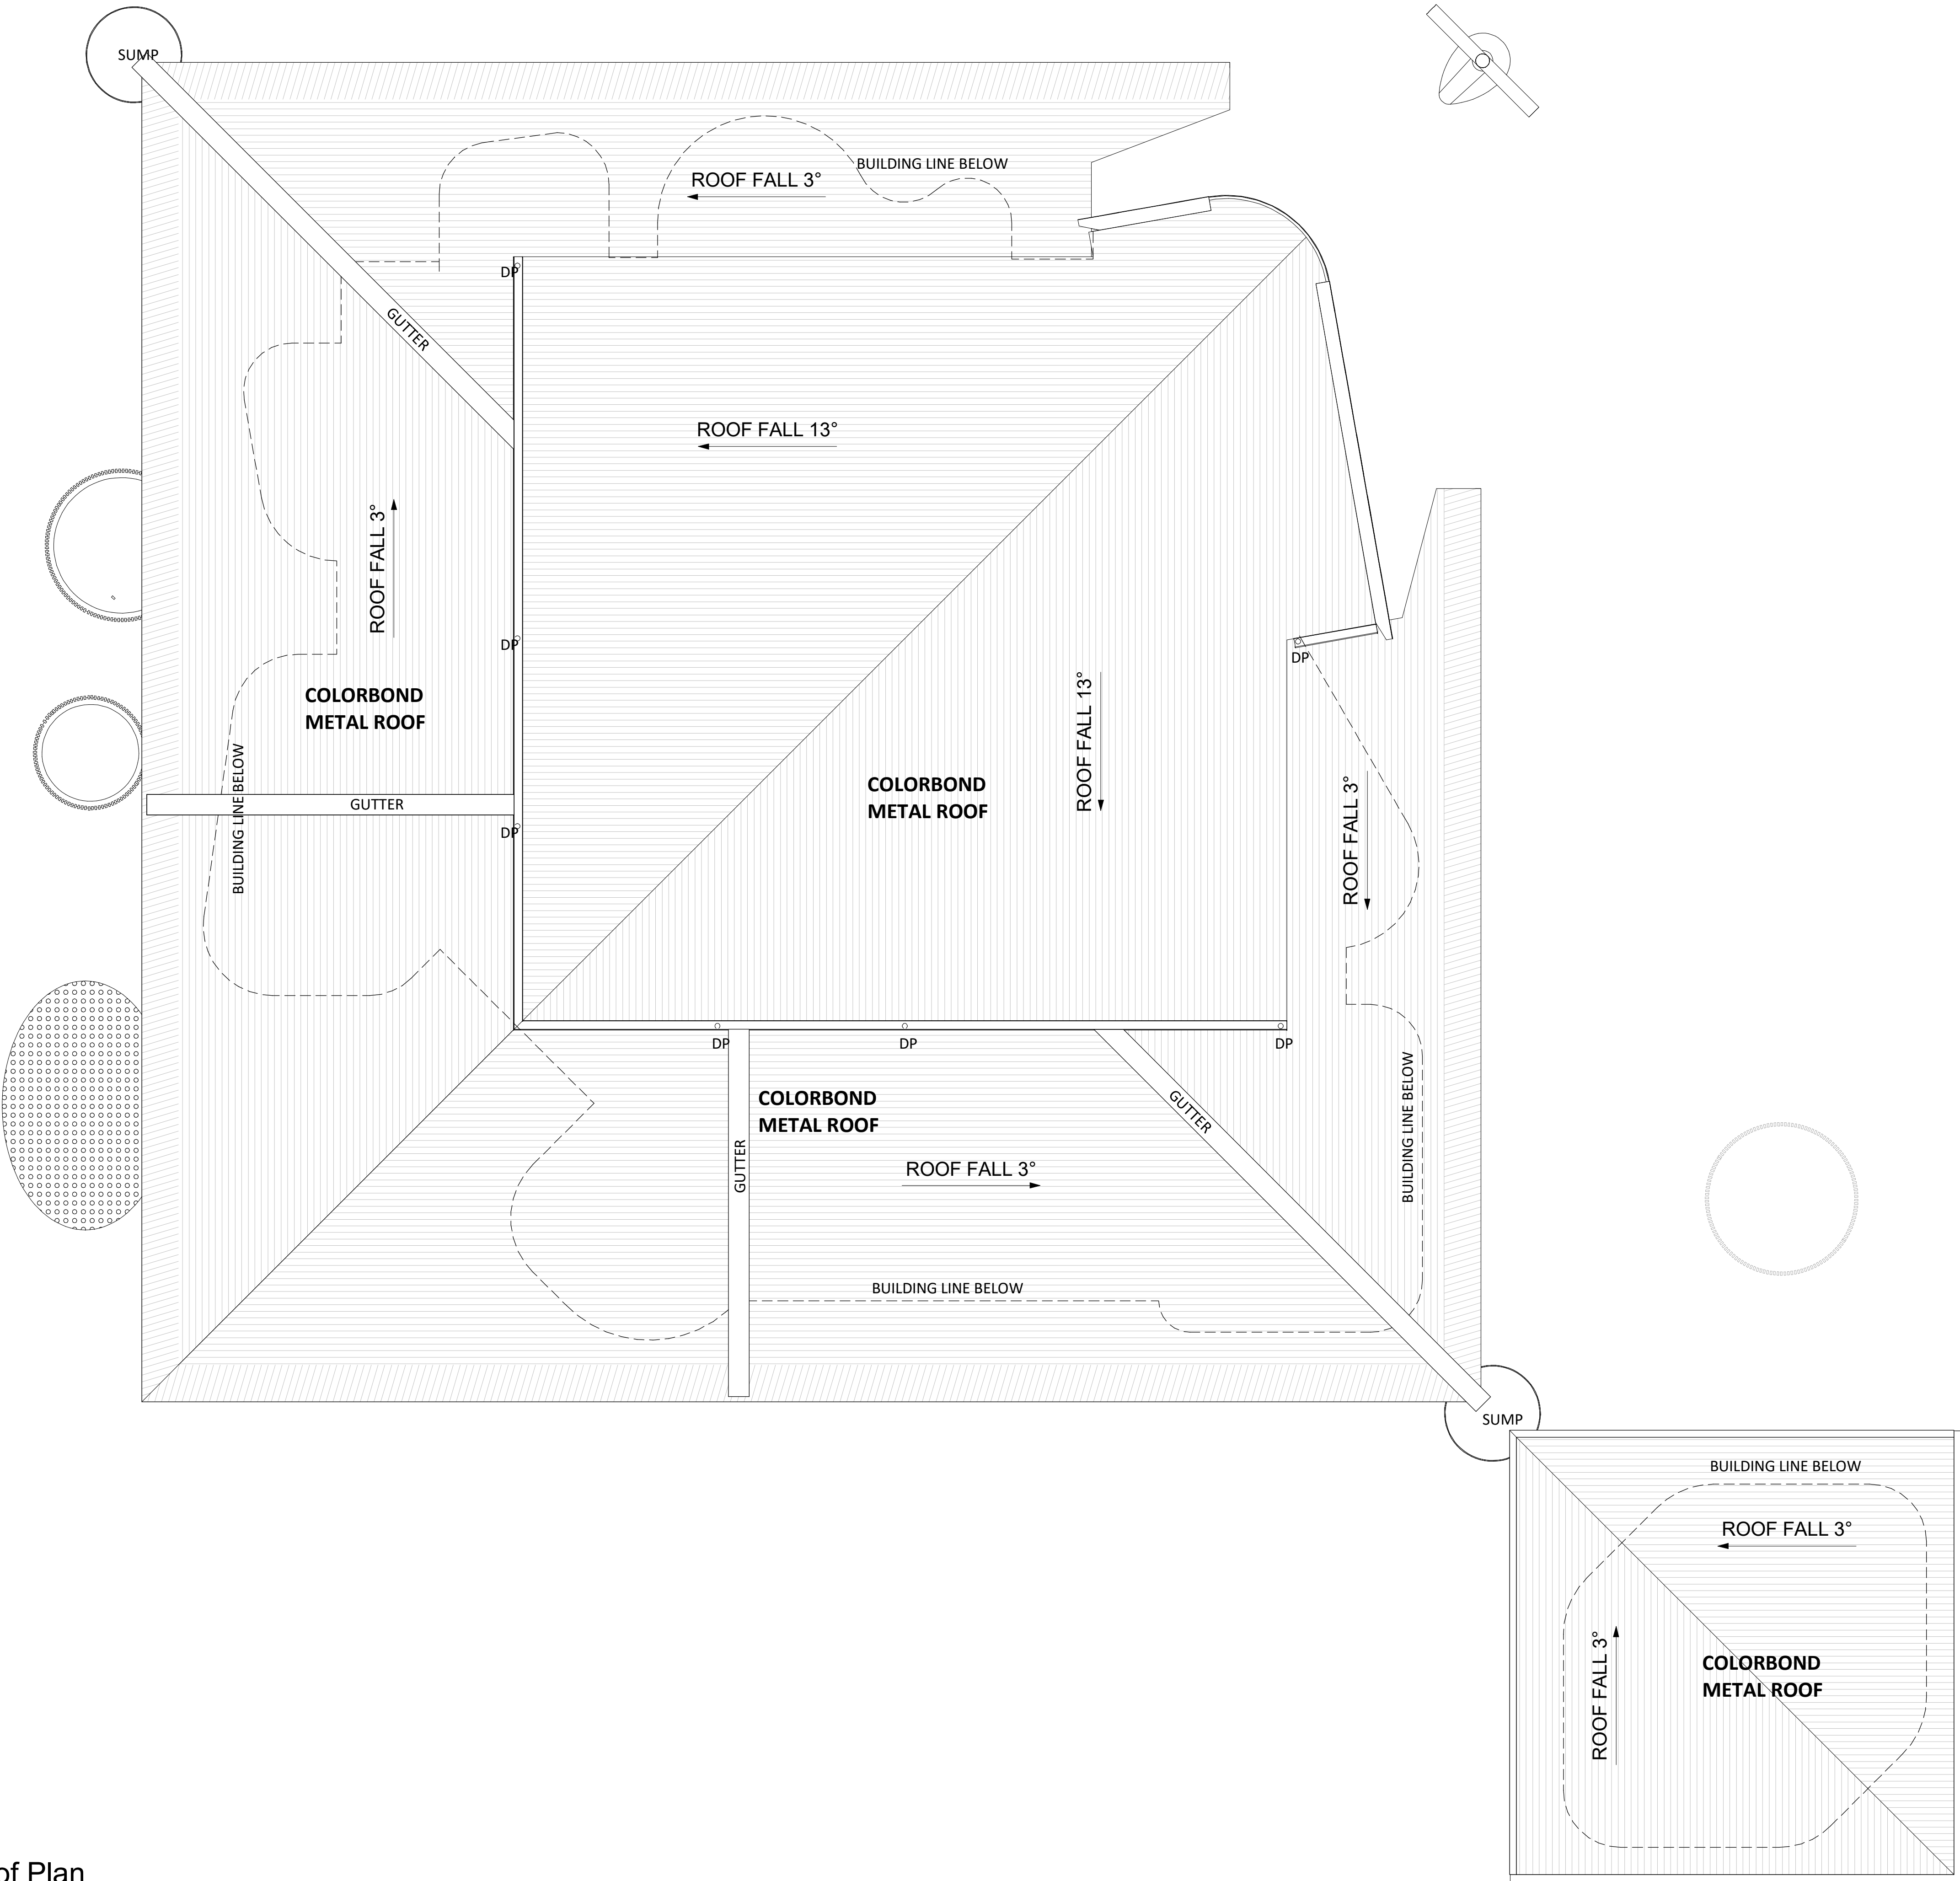 SUMP
BUILDING LINE BELOW
ROOF FALL 3°
DP
GUTTER
ROOF FALL 13°
ROOF FALL 3°
DP
DP
COLORBOND
METAL ROOF
ROOF FALL 13°
COLORBOND
METAL ROOF
ROOF FALL 3°
GUTTER
BUILDING LINE BELOW
DP
DP
DP
DP
COLORBOND
METAL ROOF
GUTTER
GUTTER
BUILDING LINE BELOW
ROOF FALL 3°
BUILDING LINE BELOW
SUMP
BUILDING LINE BELOW
ROOF FALL 3°
ROOF FALL 3°
COLORBOND
METAL ROOF
of Plan